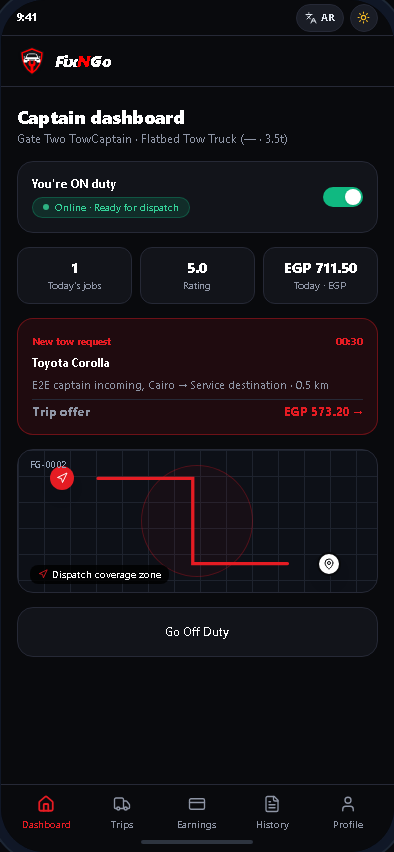 9:41
AR
FixNGo
Captain dashboard
Gate Two TowCaptain · Flatbed Tow Truck (— · 3.5t)
You're ON duty
Online · Ready for dispatch
1
Today's jobs
5.0
Rating
EGP 711.50
Today · EGP
New tow request
00:30
Toyota Corolla
E2E captain incoming, Cairo → Service destination · 0.5 km
Trip offer
EGP 573.20 →
FG-0002
Dispatch coverage zone
Go Off Duty
Dashboard
Trips
Earnings
History
Profile